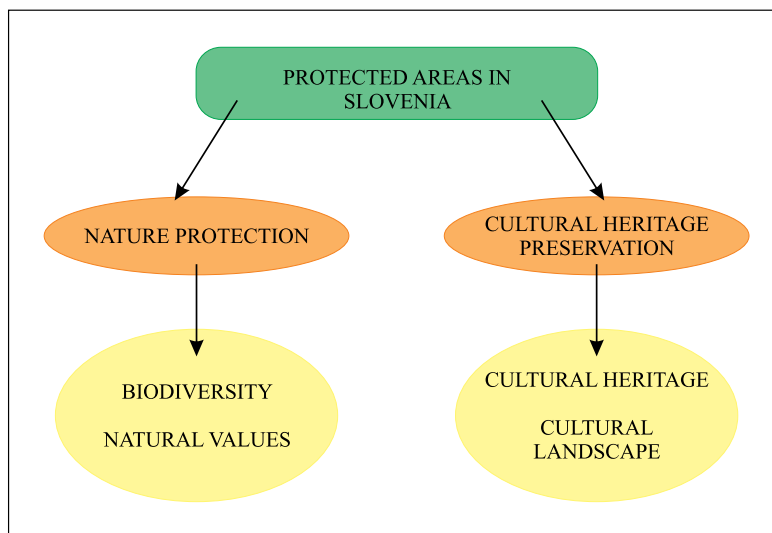 PROTECTED AREAS IN
SLOVENIA
NATURE PROTECTION
CULTURAL HERITAGE
PRESERVATION
BIODIVERSITY
NATURAL VALUES
CULTURAL HERITAGE
CULTURAL
LANDSCAPE